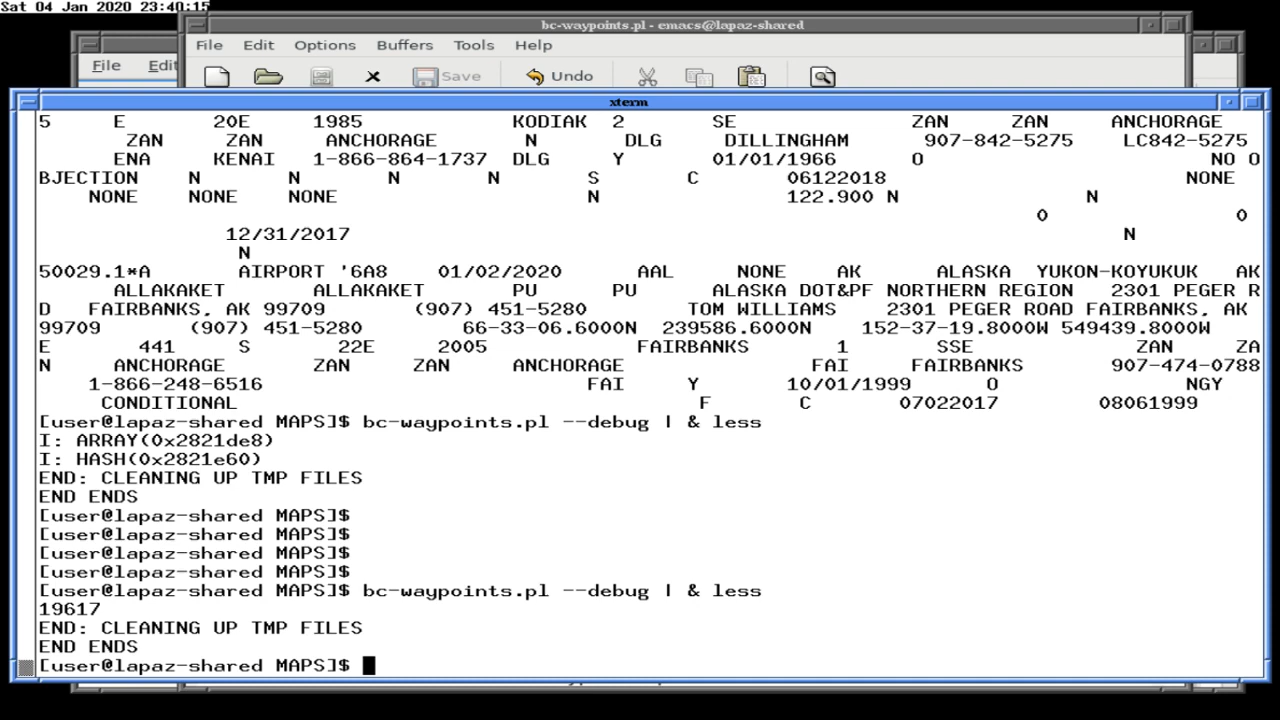 Sat 04 Jan 2020 23:40:15
bc-waypoints.pl - emacs@lapaz-shared
File Edit Options Buffers Tools Help
File Edit
Save Undo
xterm
5 E 20E 1985 KODIAK 2 SE ZAN ZAN ANCHORAGE
ZAN ZAN ANCHORAGE N DLG DILLINGHAM 907-842-5275 LC842-5275
ENA KENAI 1-866-864-1737 DLG Y 01/01/1966 O NO O
BJECTION N N N N S C 06122018 NONE
NONE NONE NONE N 122.900 N N
0 0
12/31/2017 N
N
50029.1*A AIRPORT '6A8 01/02/2020 AAL NONE AK ALASKA YUKON-KOYUKUK AK
ALLAKAKET ALLAKAKET PU PU ALASKA DOT&PF NORTHERN REGION 2301 PEGER R
D FAIRBANKS, AK 99709 (907) 451-5280 TOM WILLIAMS 2301 PEGER ROAD FAIRBANKS, AK
99709 (907) 451-5280 66-33-06.6000N 239586.6000N 152-37-19.8000W 549439.8000W
E 441 S 22E 2005 FAIRBANKS 1 SSE ZAN ZA
N ANCHORAGE ZAN ZAN ANCHORAGE FAI FAIRBANKS 907-474-0788
1-866-248-6516 FAI Y 10/01/1999 O NGY
CONDITIONAL F C 07022017 08061999
[user@lapaz-shared MAPS]$ bc-waypoints.pl --debug | & less
I: ARRAY(0x2821de8)
I: HASH(0x2821e60)
END: CLEANING UP TMP FILES
END ENDS
[user@lapaz-shared MAPS]$
[user@lapaz-shared MAPS]$
[user@lapaz-shared MAPS]$
[user@lapaz-shared MAPS]$
[user@lapaz-shared MAPS]$ bc-waypoints.pl --debug | & less
19617
END: CLEANING UP TMP FILES
END ENDS
[user@lapaz-shared MAPS]$